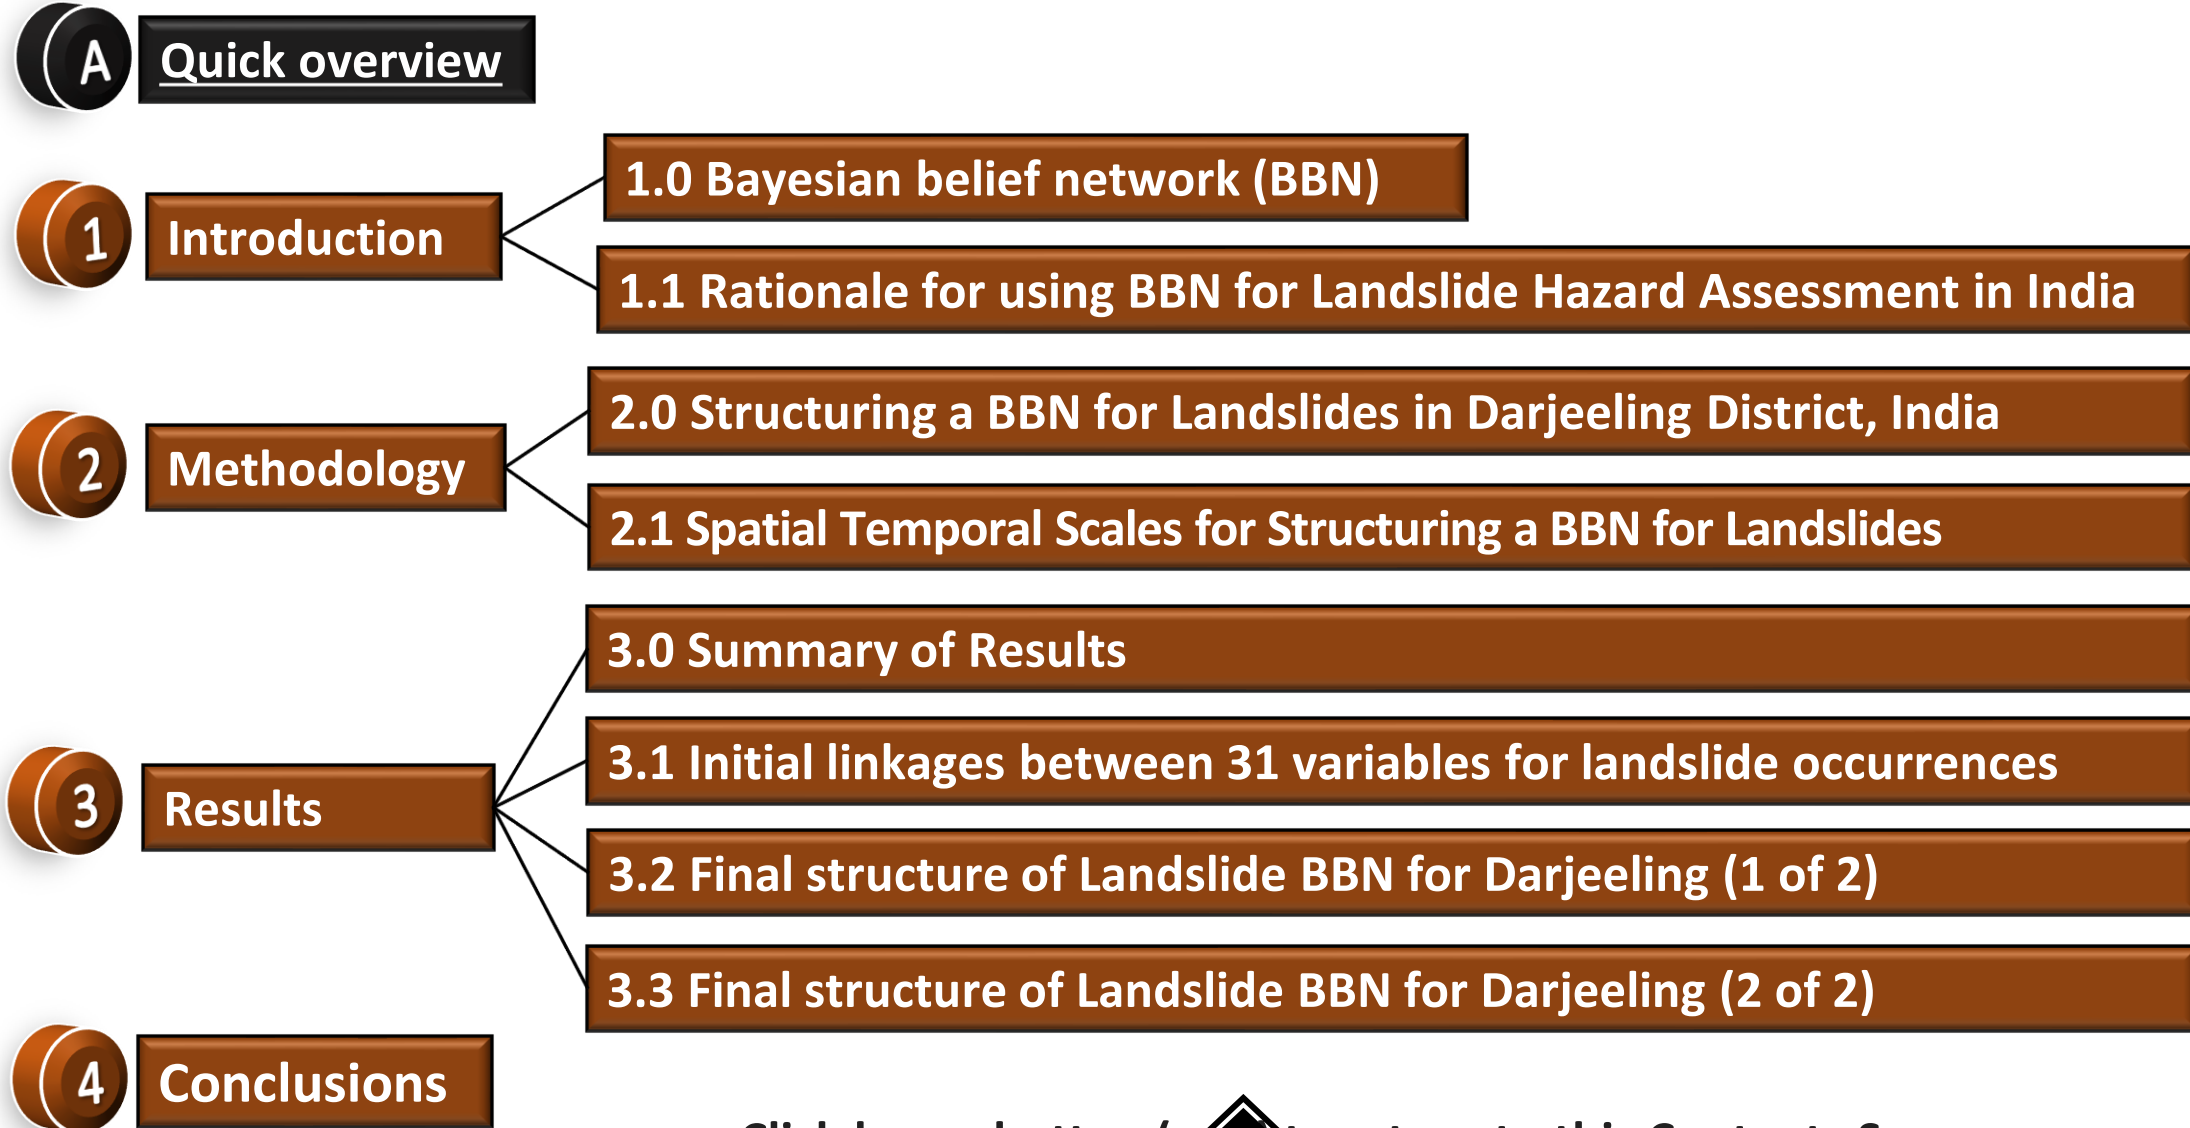 A Quick overview
1.0 Bayesian belief network (BBN)
1 Introduction
1.1 Rationale for using BBN for Landslide Hazard Assessment in India
2.0 Structuring a BBN for Landslides in Darjeeling District, India
2 Methodology
2.1 Spatial Temporal Scales for Structuring a BBN for Landslides
3.0 Summary of Results
3.1 Initial linkages between 31 variables for landslide occurrences
3 Results
3.2 Final structure of Landslide BBN for Darjeeling (1 of 2)
3.3 Final structure of Landslide BBN for Darjeeling (2 of 2)
4 Conclusions